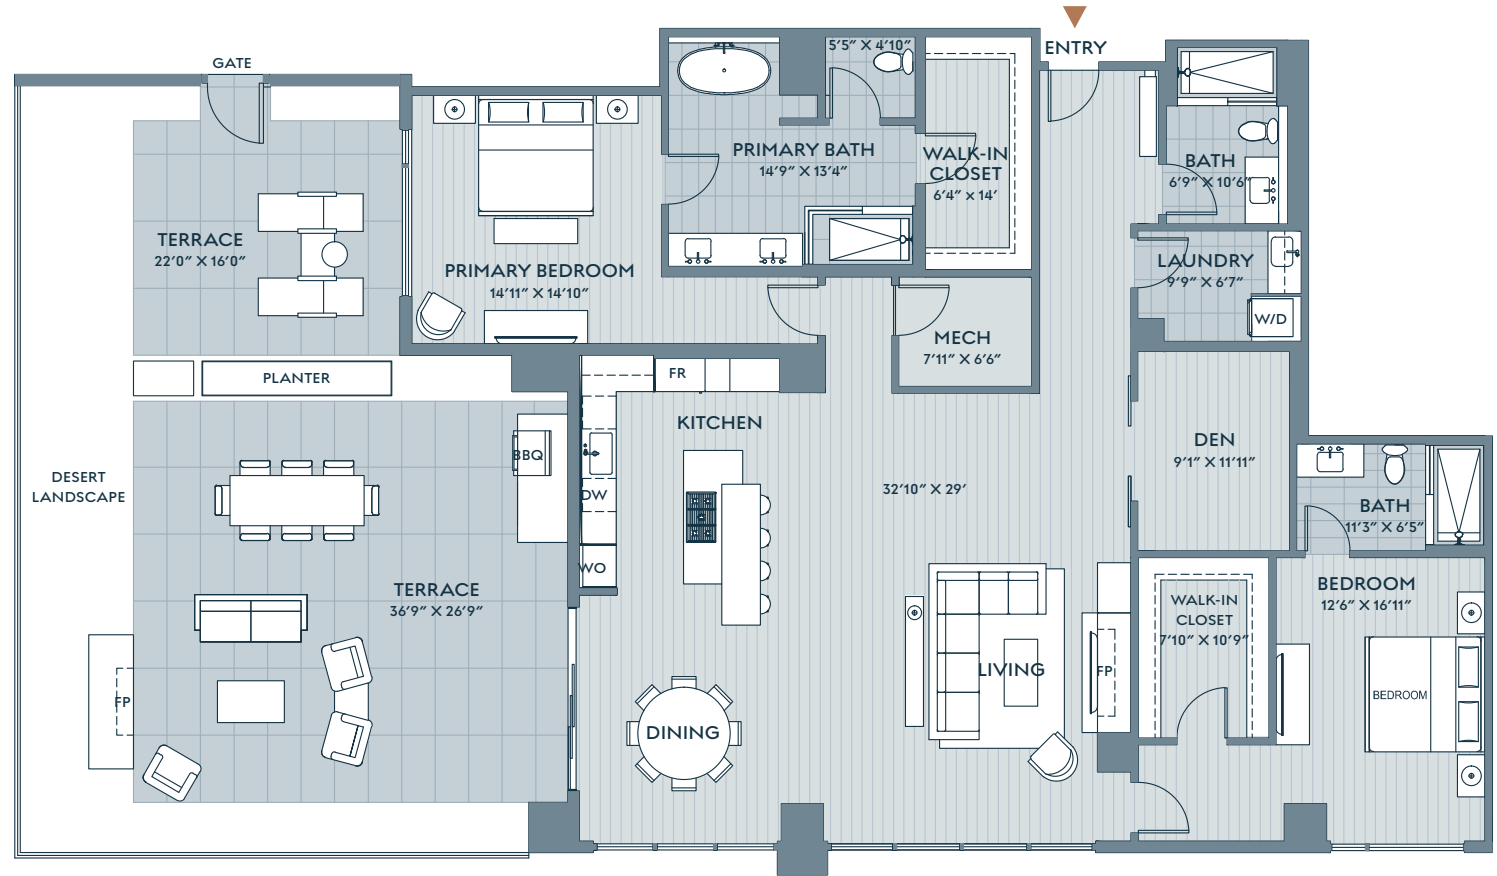 GATE
ENTRY
5′5″ X 4′10″
PRIMARY BATH
14′9″ X 13′4″
WALK-IN
CLOSET
6′4″ X 14′
BATH
6′9″ X 10′6″
TERRACE
22′0″ X 16′0″
PRIMARY BEDROOM
14′11″ X 14′10″
LAUNDRY
9′9″ X 6′7″
W/D
MECH
7′11″ X 6′6″
PLANTER
FR
KITCHEN
DEN
9′1″ X 11′11″
BBQ
DESERT
LANDSCAPE
DW
32′10″ X 29′
BATH
11′3″ X 6′5″
WO
TERRACE
36′9″ X 26′9″
BEDROOM
12′6″ X 16′11″
WALK-IN
CLOSET
7′10″ X 10′9″
LIVING
FP
BEDROOM
FP
DINING